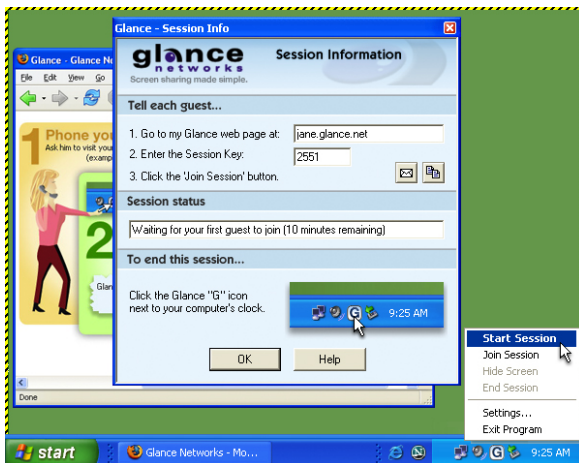 Glance - Session Info
glance
networks
Screen sharing made simple.
Session Information
Tell each guest...
1. Go to my Glance web page at:
jane.glance.net
2. Enter the Session Key:
2551
3. Click the 'Join Session' button.
Session status
Waiting for your first guest to join (10 minutes remaining)
To end this session...
Click the Glance "G" icon
next to your computer's clock.
G
9:25 AM
OK
Help
Glance - Glance Ne
File Edit View Go
1 Phone you
Ask him to visit your
(examp
2
Glan
Done
Start Session
Join Session
Hide Screen
End Session
Settings...
Exit Program
start
Glance Networks - Mo...
G
9:25 AM